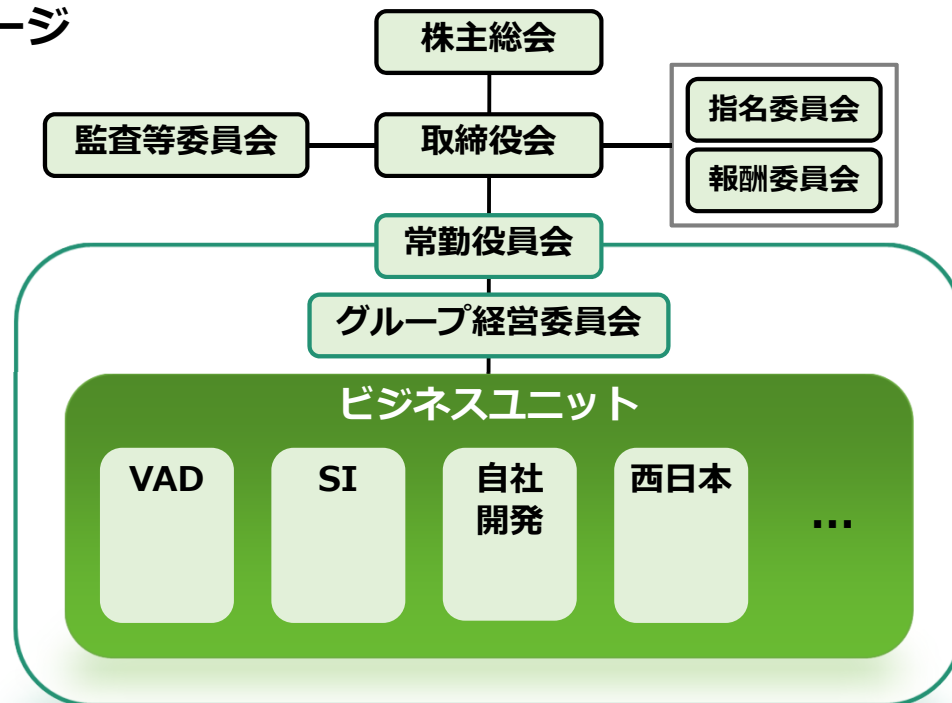 ージ
株主総会
監査等委員会
取締役会
指名委員会
報酬委員会
常勤役員会
グループ経営委員会
ビジネスユニット
VAD
SI
自社
開発
西日本
...